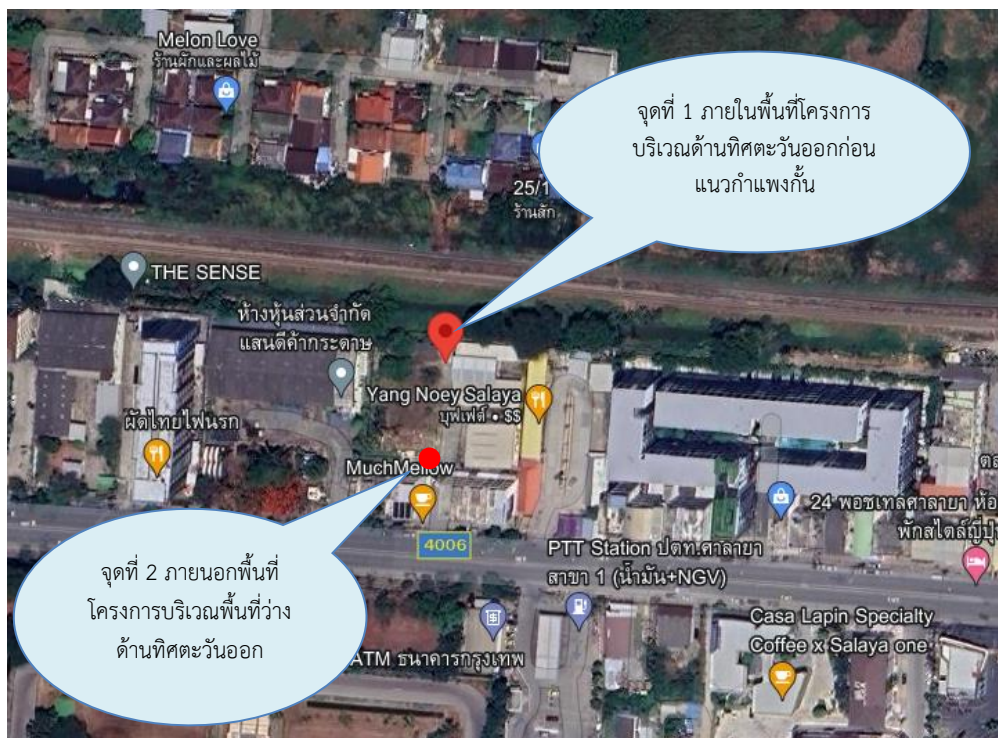 Melon Love
ร้านผักและผลไม้
จุดที่ 1 ภายในพื้นที่โครงการ
บริเวณด้านทิศตะวันออกก่อน
แนวกำแพงกั้น
25/1
ร้านสัก
THE SENSE
ห้างหุ้นส่วนจำกัด
แสนดีค้ากระดาษ
Yang Noey Salaya
บุฟเฟ่ต์ • $$
ผัดไทยไฟนรก
MuchMellow
24 พอชเทลศาลายา ห้อ
พักสไตล์ญี่ปุ่
4006
PTT Station ปตท.ศาลายา
สาขา 1 (น้ำมัน+NGV)
จุดที่ 2 ภายนอกพื้นที่
โครงการบริเวณพื้นที่ว่าง
ด้านทิศตะวันออก
Casa Lapin Specialty
Coffee x Salaya one
ATM ธนาคารกรุงเทพ